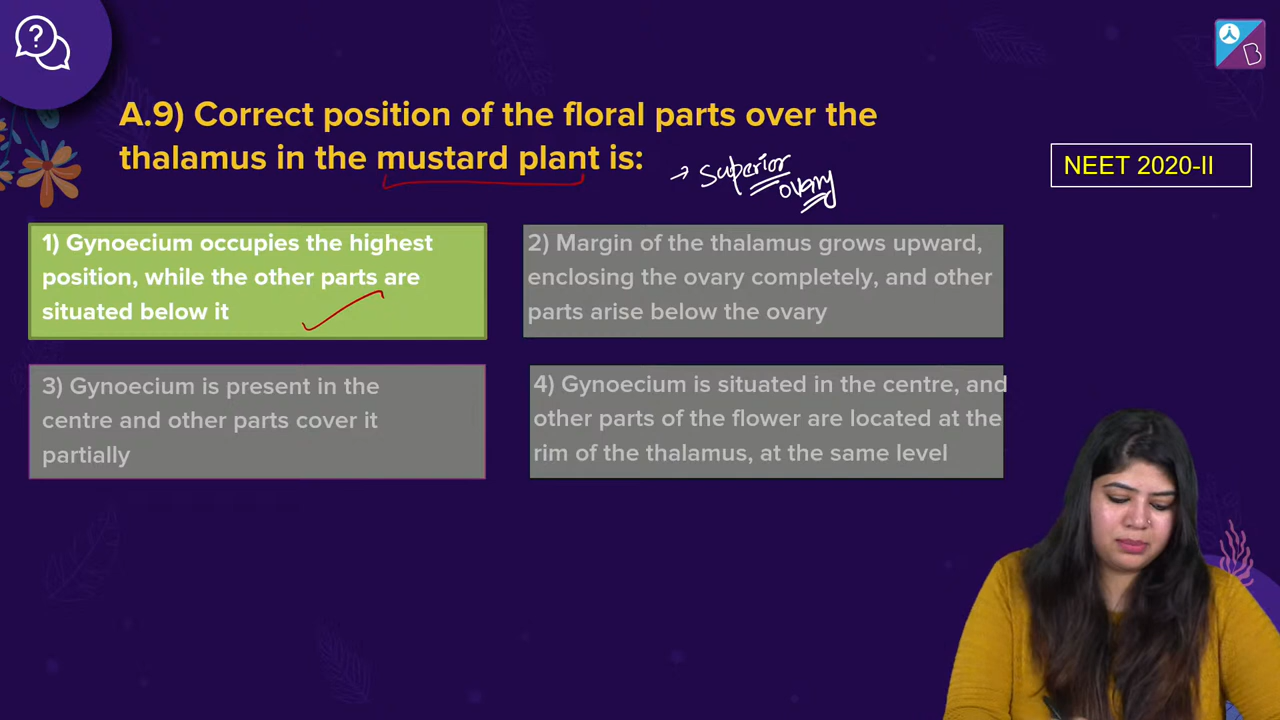 A.9) Correct position of the floral parts over the
thalamus in the mustard plant is:
→ Superior
ovary
NEET 2020-II
1) Gynoecium occupies the highest
position, while the other parts are
situated below it
2) Margin of the thalamus grows upward,
enclosing the ovary completely, and other
parts arise below the ovary
3) Gynoecium is present in the
centre and other parts cover it
partially
4) Gynoecium is situated in the centre, and
other parts of the flower are located at the
rim of the thalamus, at the same level
?
B